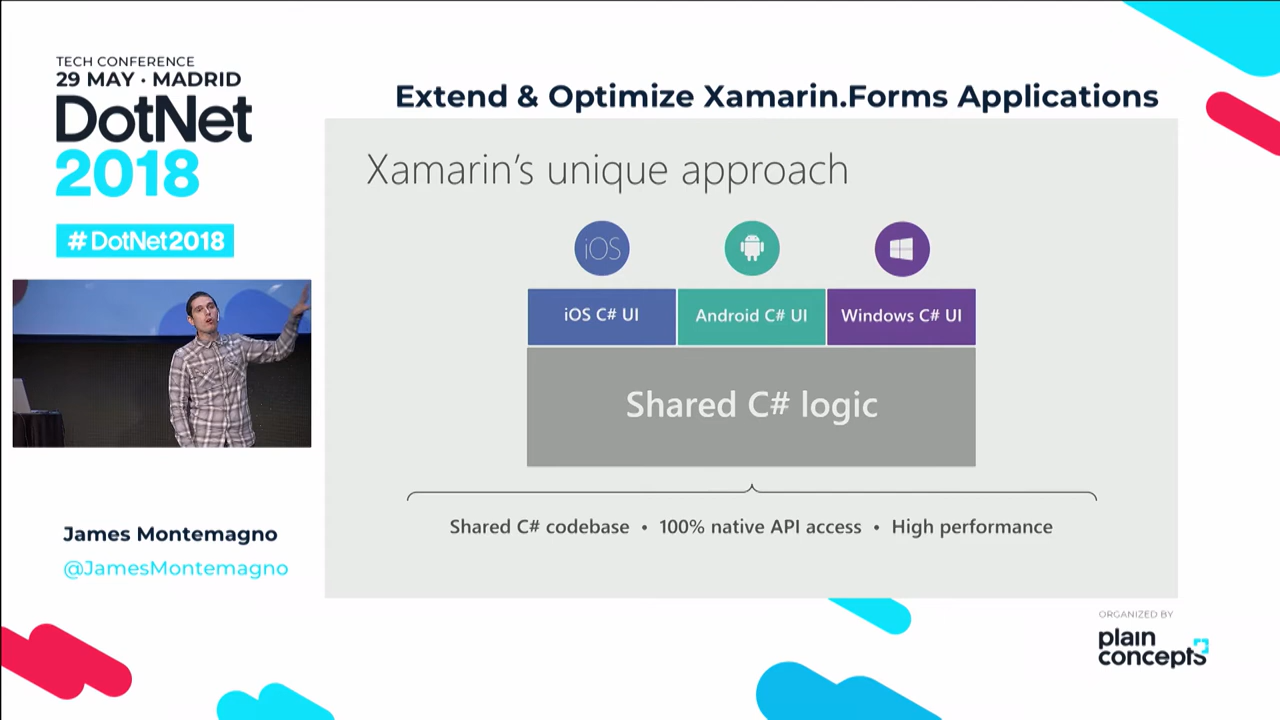 TECH CONFERENCE
29 MAY · MADRID
DotNet
2018
#DotNet2018
James Montemagno
@JamesMontemagno
Extend & Optimize Xamarin.Forms Applications
Xamarin's unique approach
iOS
iOS C# UI
Android C# UI
Windows C# UI
Shared C# logic
Shared C# codebase • 100% native API access • High performance
ORGANIZED BY
plain
concepts